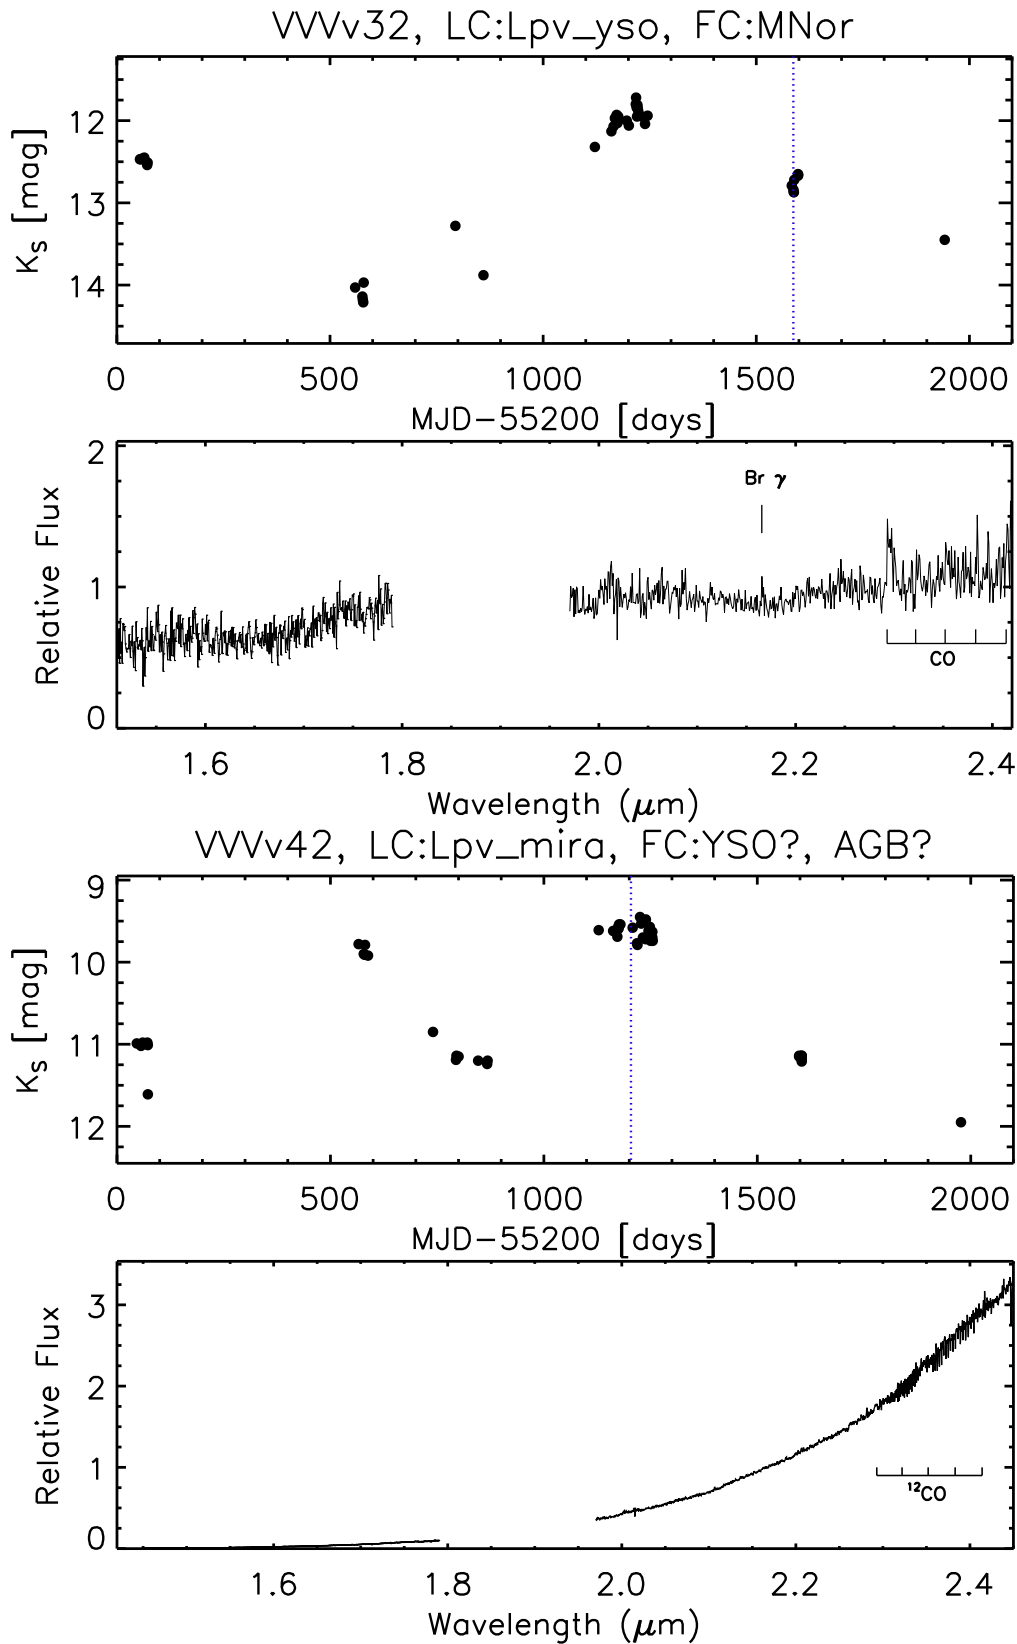 VVVv32, LC:Lpv_yso, FC:MNor
12
13
14
Ks [mag]
0 500 1000 1500 2000
MJD-55200 [days]
2
1
0
Relative Flux
Br γ
CO
1.6 1.8 2.0 2.2 2.4
Wavelength (μm)
VVVv42, LC:Lpv_mira, FC:YSO?, AGB?
9
10
11
12
Ks [mag]
0 500 1000 1500 2000
MJD-55200 [days]
3
2
1
0
Relative Flux
¹²CO
1.6 1.8 2.0 2.2 2.4
Wavelength (μm)